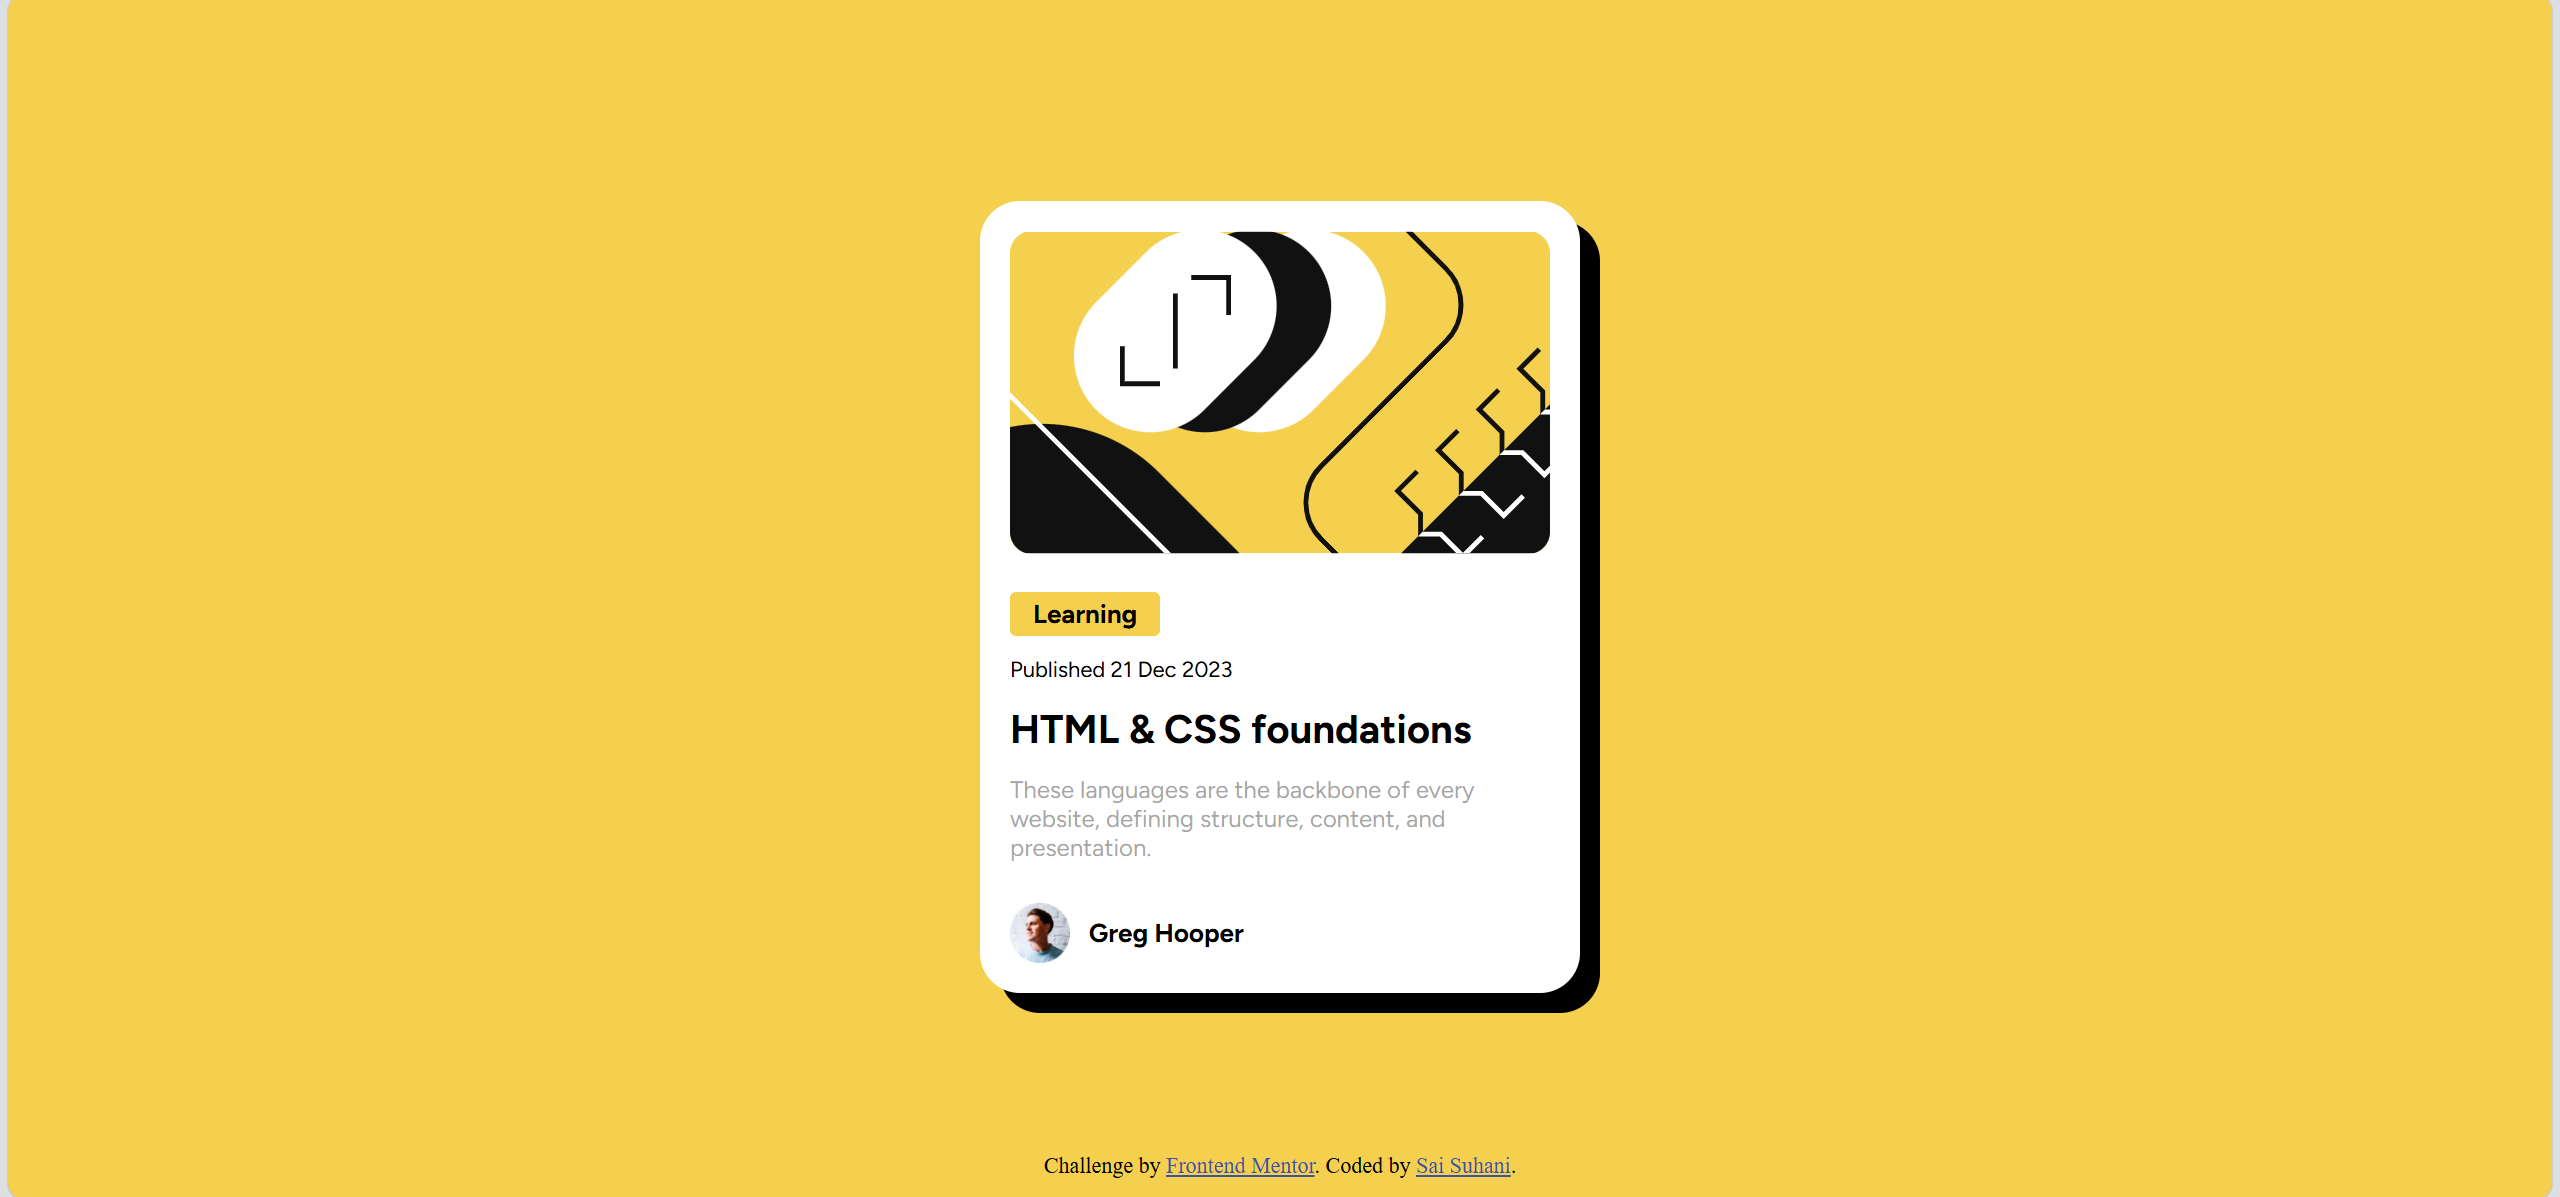 Learning
Published 21 Dec 2023
HTML & CSS foundations
These languages are the backbone of every
website, defining structure, content, and
presentation.
Greg Hooper
Challenge by Frontend Mentor. Coded by Sai Suhani.